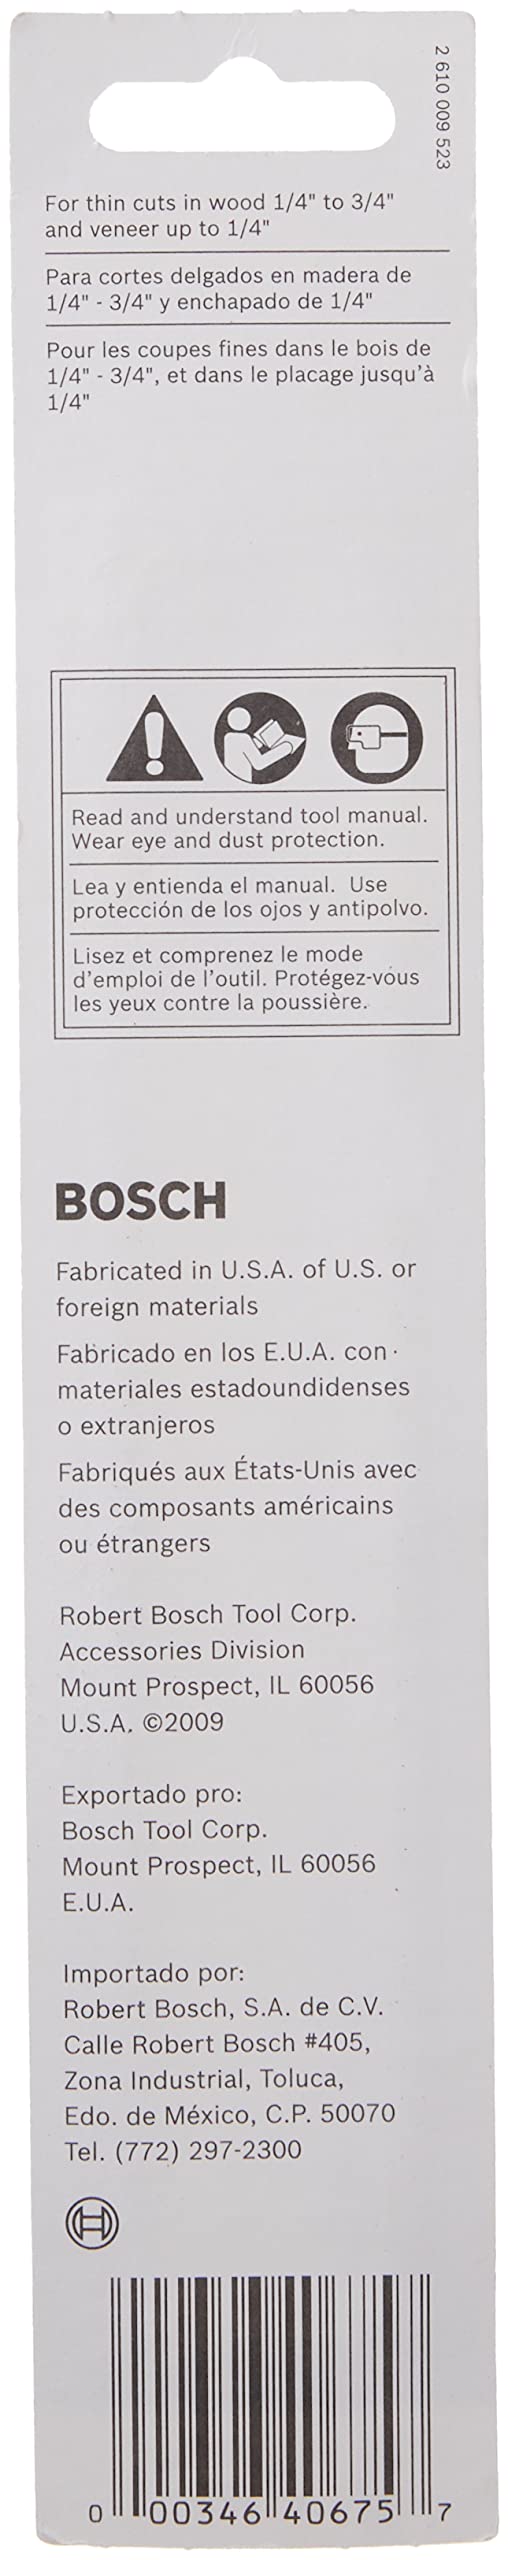 2 610 009 523
For thin cuts in wood 1/4" to 3/4"
and veneer up to 1/4"
Para cortes delgados en madera de
1/4" - 3/4" y enchapado de 1/4"
Pour les coupes fines dans le bois de
1/4" - 3/4", et dans le placage jusqu'à
1/4"
Read and understand tool manual.
Wear eye and dust protection.
Lea y entienda el manual. Use
protección de los ojos y antipolvo.
Lisez et comprenez le mode
d'emploi de l'outil. Protégez-vous
les yeux contre la poussière.
BOSCH
Fabricated in U.S.A. of U.S. or
foreign materials
Fabricado en los E.U.A. con
materiales estadoundidenses
o extranjeros
Fabriqués aux États-Unis avec
des composants américains
ou étrangers
Robert Bosch Tool Corp.
Accessories Division
Mount Prospect, IL 60056
U.S.A. ©2009
Exportado pro:
Bosch Tool Corp.
Mount Prospect, IL 60056
E.U.A.
Importado por:
Robert Bosch, S.A. de C.V.
Calle Robert Bosch #405,
Zona Industrial, Toluca,
Edo. de México, C.P. 50070
Tel. (772) 297-2300
0 00346 40675 7